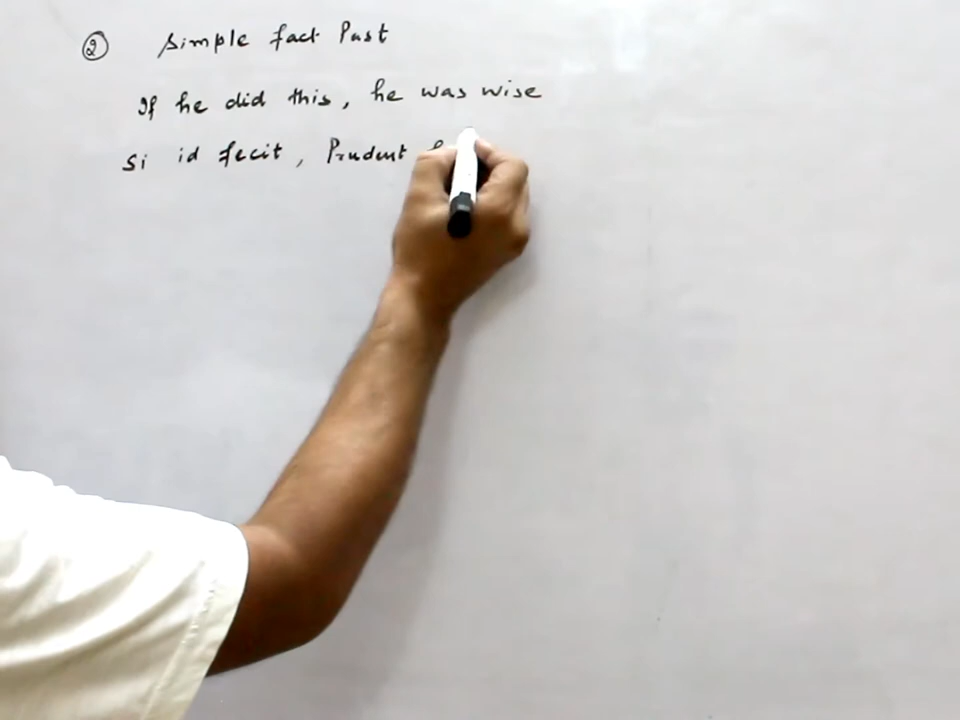 ② Simple fact Past
If he did this, he was wise
Si id fecit, Prudent